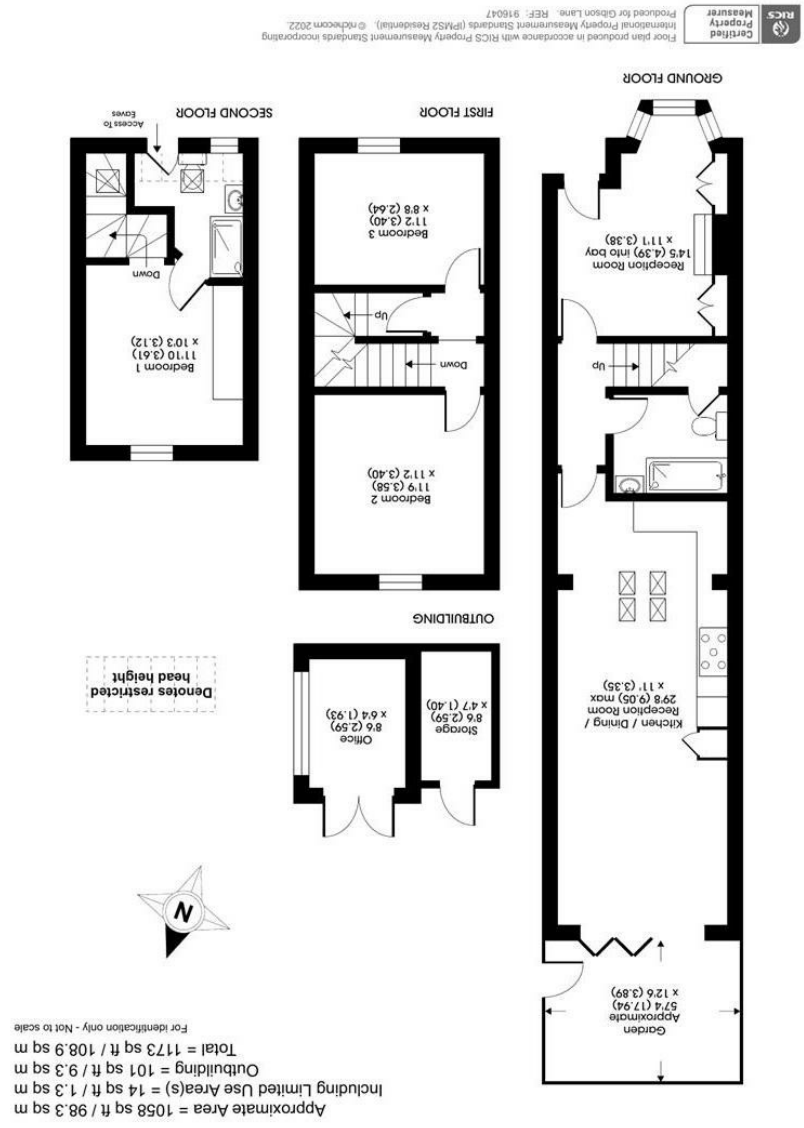 Approximate Area = 1058 sq ft / 98.3 sq m
Including Limited Use Area(s) = 14 sq ft / 1.3 sq m
Outbuilding = 101 sq ft / 9.3 sq m
Total = 1173 sq ft / 108.9 sq m
For identification only - Not to scale
Garden
Approximate
57'4 (17.94)
x 12'6 (3.89)
N
Storage
8'6 (2.59)
x 4'7 (1.40)
Office
8'6 (2.59)
x 6'4 (1.93)
OUTBUILDING
Denotes restricted
head height
Kitchen / Dining /
Reception Room
29'8 (9.05) max
x 11' (3.35)
Up
Reception Room
14'5 (4.39) into bay
x 11'1 (3.38)
GROUND FLOOR
Bedroom 2
11'9 (3.58)
x 11'2 (3.40)
Down
Up
Bedroom 3
11'2 (3.40)
x 8'8 (2.64)
FIRST FLOOR
Bedroom 1
11'10 (3.61)
x 10'3 (3.12)
Down
Access To
Eaves
SECOND FLOOR
RICS
Certified
Property
Measurer
Floor plan produced in accordance with RICS Property Measurement Standards incorporating
International Property Measurement Standards (IPMS2 Residential). © nichecom 2022.
Produced for Gibson Lane. REF: 916047